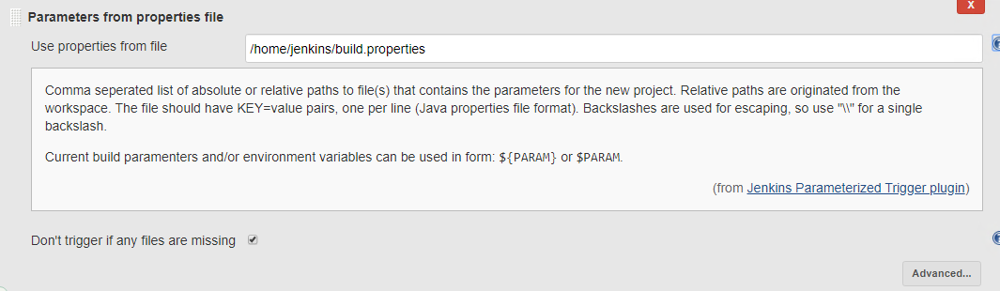 X
Parameters from properties file
Use properties from file
/home/jenkins/build.properties
Comma seperated list of absolute or relative paths to file(s) that contains the parameters for the new project. Relative paths are originated from the
workspace. The file should have KEY=value pairs, one per line (Java properties file format). Backslashes are used for escaping, so use "\\" for a single
backslash.
Current build paramenters and/or environment variables can be used in form: ${PARAM} or $PARAM.
(from Jenkins Parameterized Trigger plugin)
Don't trigger if any files are missing
Advanced...